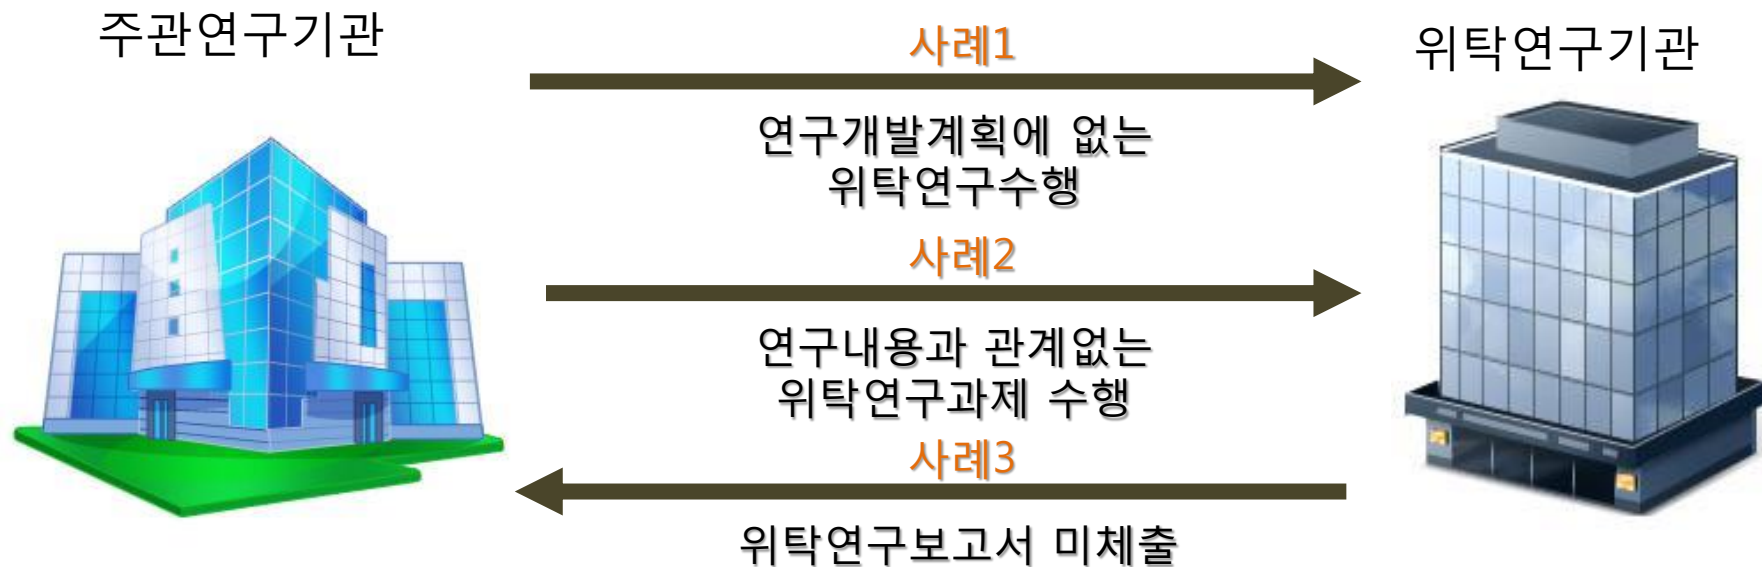 주관연구기관
사례1
위탁연구기관
연구개발계획에 없는
위탁연구수행
사례2
연구내용과 관계없는
위탁연구과제 수행
사례3
위탁연구보고서 미체출